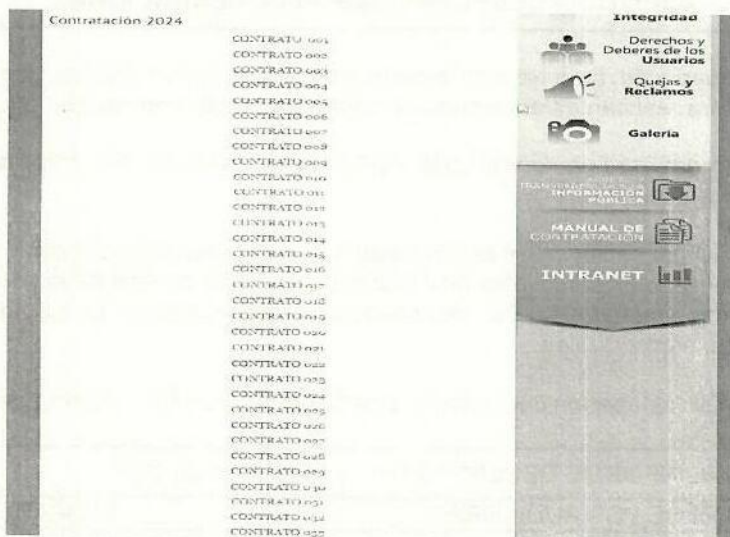 Contratación 2024
CONTRATO 001
CONTRATO 002
CONTRATO 003
CONTRATO 004
CONTRATO 005
CONTRATO 006
CONTRATO 007
CONTRATO 008
CONTRATO 009
CONTRATO 010
CONTRATO 011
CONTRATO 012
CONTRATO 013
CONTRATO 014
CONTRATO 015
CONTRATO 016
CONTRATO 017
CONTRATO 018
CONTRATO 019
CONTRATO 020
CONTRATO 021
CONTRATO 022
CONTRATO 023
CONTRATO 024
CONTRATO 025
CONTRATO 026
CONTRATO 027
CONTRATO 028
CONTRATO 029
CONTRATO 030
CONTRATO 031
CONTRATO 032
CONTRATO 033
Integridad
Derechos y
Deberes de los
Usuarios
Quejas y
Reclamos
Galería
INFORMACIÓN
PÚBLICA
MANUAL DE
CONTRATACIÓN
INTRANET